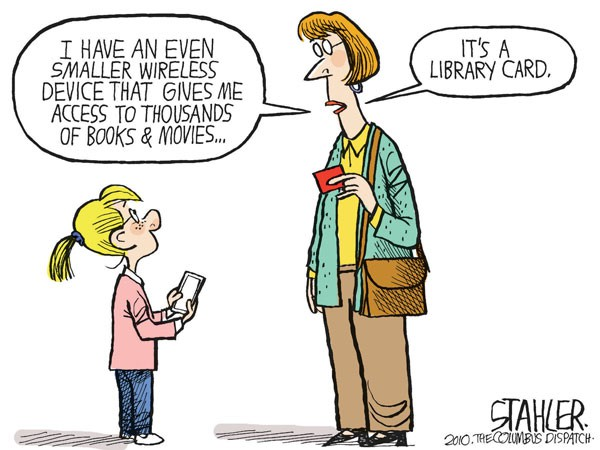 I HAVE AN EVEN
SMALLER WIRELESS
DEVICE THAT GIVES ME
ACCESS TO THOUSANDS
OF BOOKS & MOVIES...
IT'S A
LIBRARY CARD.
STAHLER.
2010. THE COLUMBUS DISPATCH.